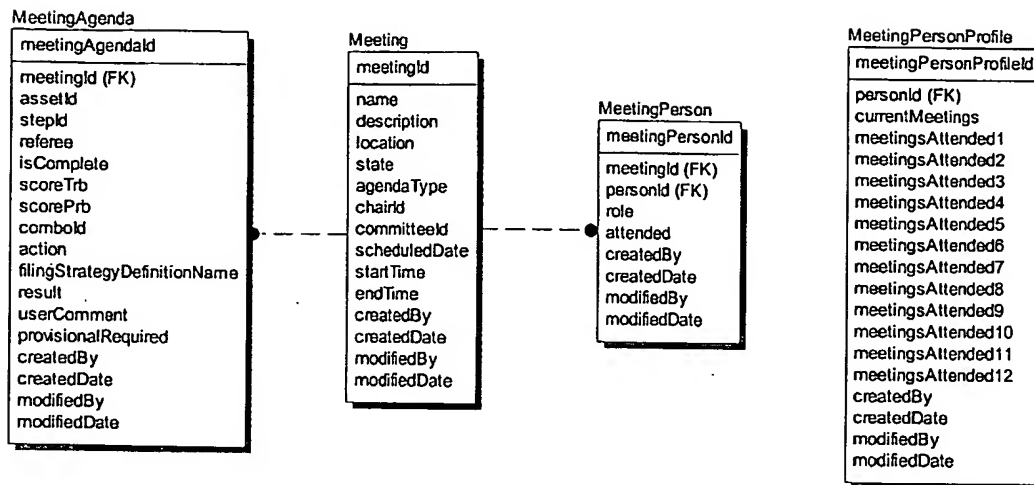 MeetingAgenda
meetingAgendaId
meetingId (FK)
assetId
stepId
referee
isComplete
scoreTrb
scorePrb
comboId
action
filingStrategyDefinitionName
result
userComment
provisionalRequired
createdBy
createdDate
modifiedBy
modifiedDate
Meeting
meetingId
name
description
location
state
agendaType
chairId
committeeId
scheduledDate
startTime
endTime
createdBy
createdDate
modifiedBy
modifiedDate
MeetingPerson
meetingPersonId
meetingId (FK)
personId (FK)
role
attended
createdBy
createdDate
modifiedBy
modifiedDate
MeetingPersonProfile
meetingPersonProfileId
personId (FK)
currentMeetings
meetingsAttended1
meetingsAttended2
meetingsAttended3
meetingsAttended4
meetingsAttended5
meetingsAttended6
meetingsAttended7
meetingsAttended8
meetingsAttended9
meetingsAttended10
meetingsAttended11
meetingsAttended12
createdBy
createdDate
modifiedBy
modifiedDate